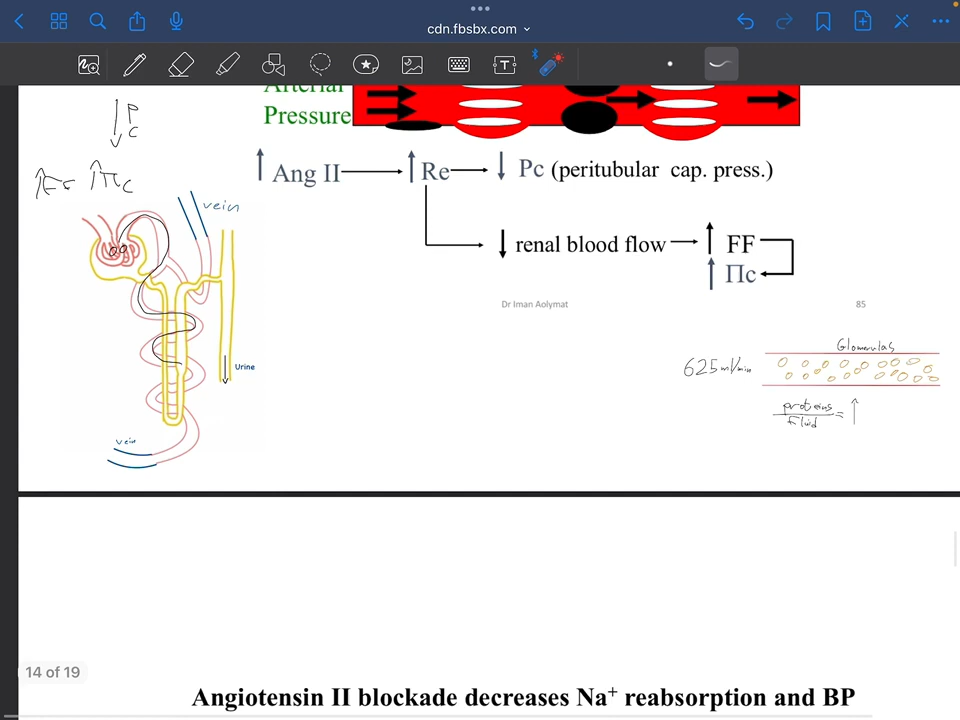 cdn.fbsbx.com
Arterial
Pressure
P
C
↑πc
vein
↑ Ang II → ↑ Re → ↓ Pc (peritubular cap. press.)
↓ renal blood flow → ↑ FF
↑ Πc
Dr Iman Aolymat
85
Urine
vein
Glomerulas
625 ml/min
proteins
fluid
= ↑
14 of 19
Angiotensin II blockade decreases Na⁺ reabsorption and BP